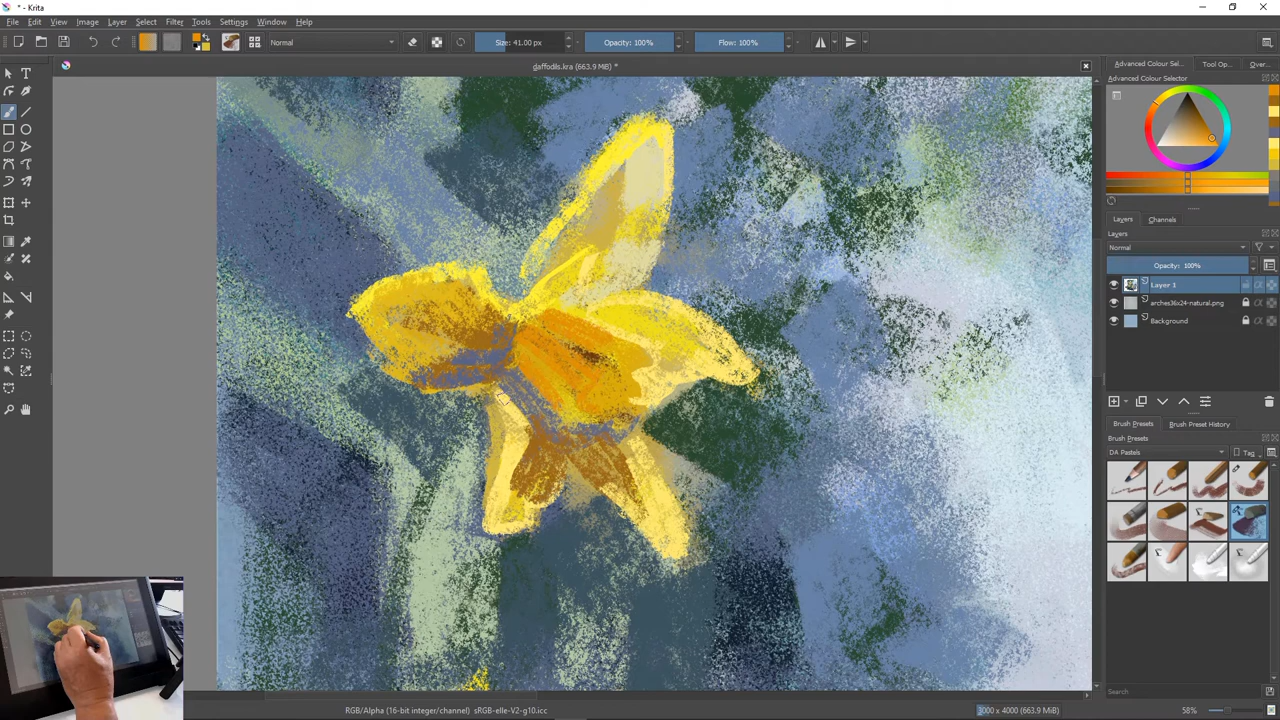 * - Krita
File Edit View Image Layer Filter Tools Settings Window Help
Normal Size: 41.00 px Opacity: 100% Flow: 100%
daffodils.kra (663.9 MiB) *
Advanced Colour Sel... Tool Op... Over...
Advanced Colour Selector
Layers Channels
Layers
Normal
Opacity: 100%
Layer 1
arches36x24-natural.png
Background
Brush Presets Brush Preset History
Brush Presets
DA Pastels Tag
Search
RGB/Alpha (16-bit integer/channel) sRGB-elle-V2-g10.icc 3000 x 4000 (663.9 MiB) 58%